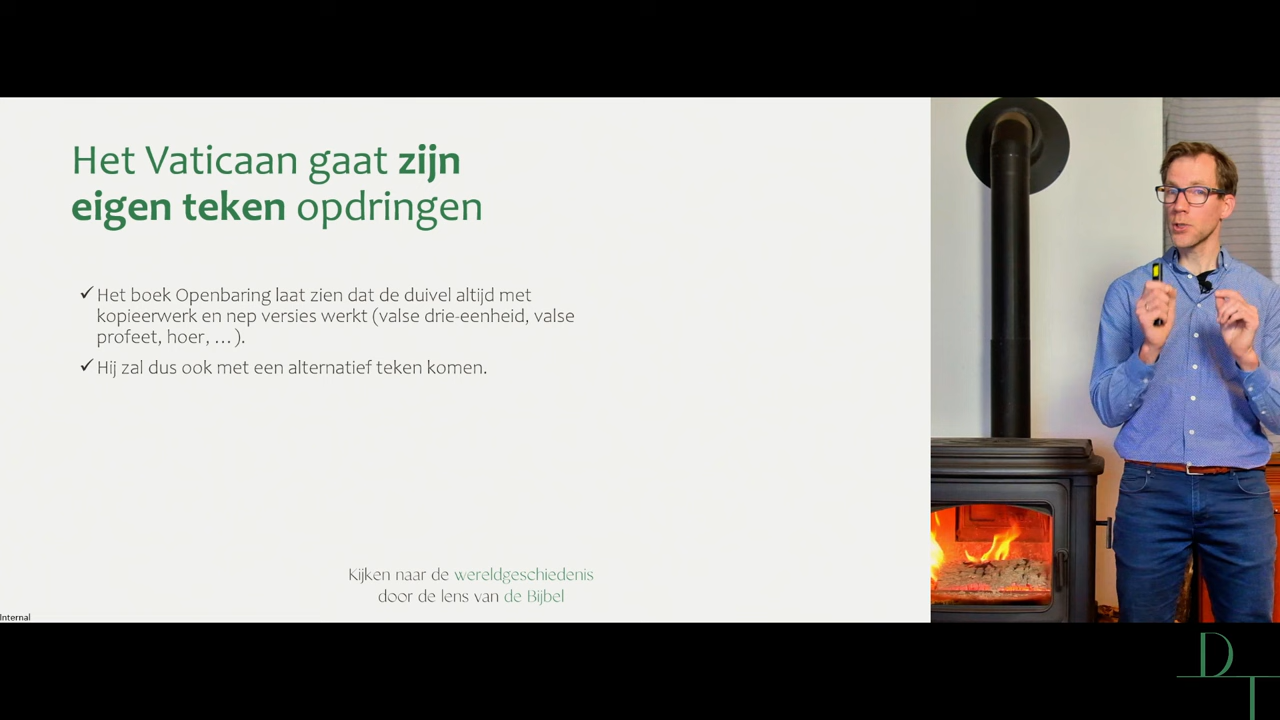 Het Vaticaan gaat zijn
eigen teken opdringen
✓Het boek Openbaring laat zien dat de duivel altijd met
kopieerwerk en nep versies werkt (valse drie-eenheid, valse
profeet, hoer, …).
✓Hij zal dus ook met een alternatief teken komen.
Kijken naar de wereldgeschiedenis
door de lens van de Bijbel
Internal
DT